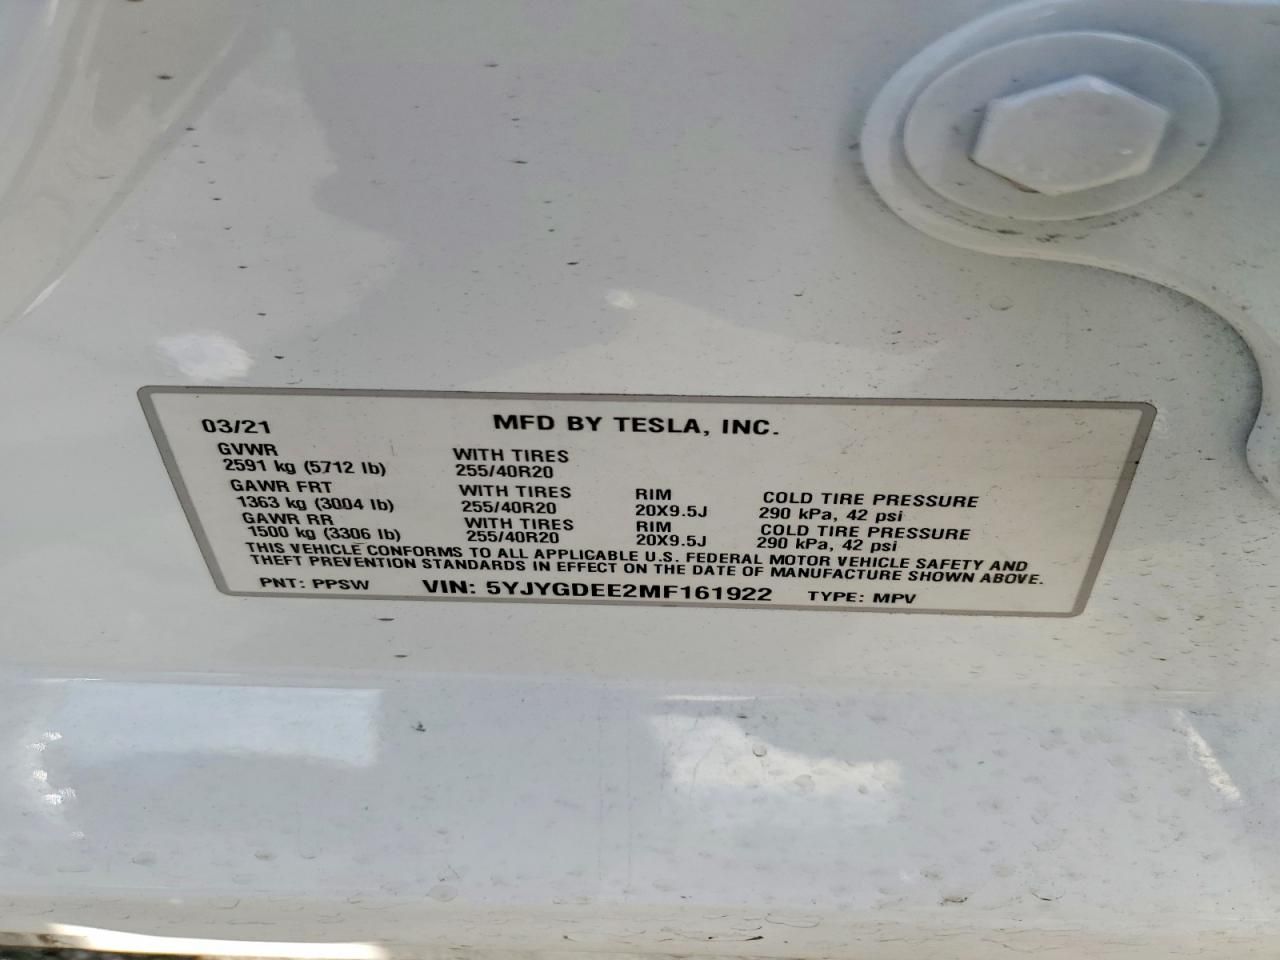 03/21 MFD BY TESLA, INC.
GVWR WITH TIRES
2591 kg (5712 lb) 255/40R20
GAWR FRT WITH TIRES RIM COLD TIRE PRESSURE
1363 kg (3004 lb) 255/40R20 20X9.5J 290 kPa, 42 psi
GAWR RR WITH TIRES RIM COLD TIRE PRESSURE
1500 kg (3306 lb) 255/40R20 20X9.5J 290 kPa, 42 psi
THIS VEHICLE CONFORMS TO ALL APPLICABLE U.S. FEDERAL MOTOR VEHICLE SAFETY AND
THEFT PREVENTION STANDARDS IN EFFECT ON THE DATE OF MANUFACTURE SHOWN ABOVE.
PNT: PPSW VIN: 5YJYGDEE2MF161922 TYPE: MPV